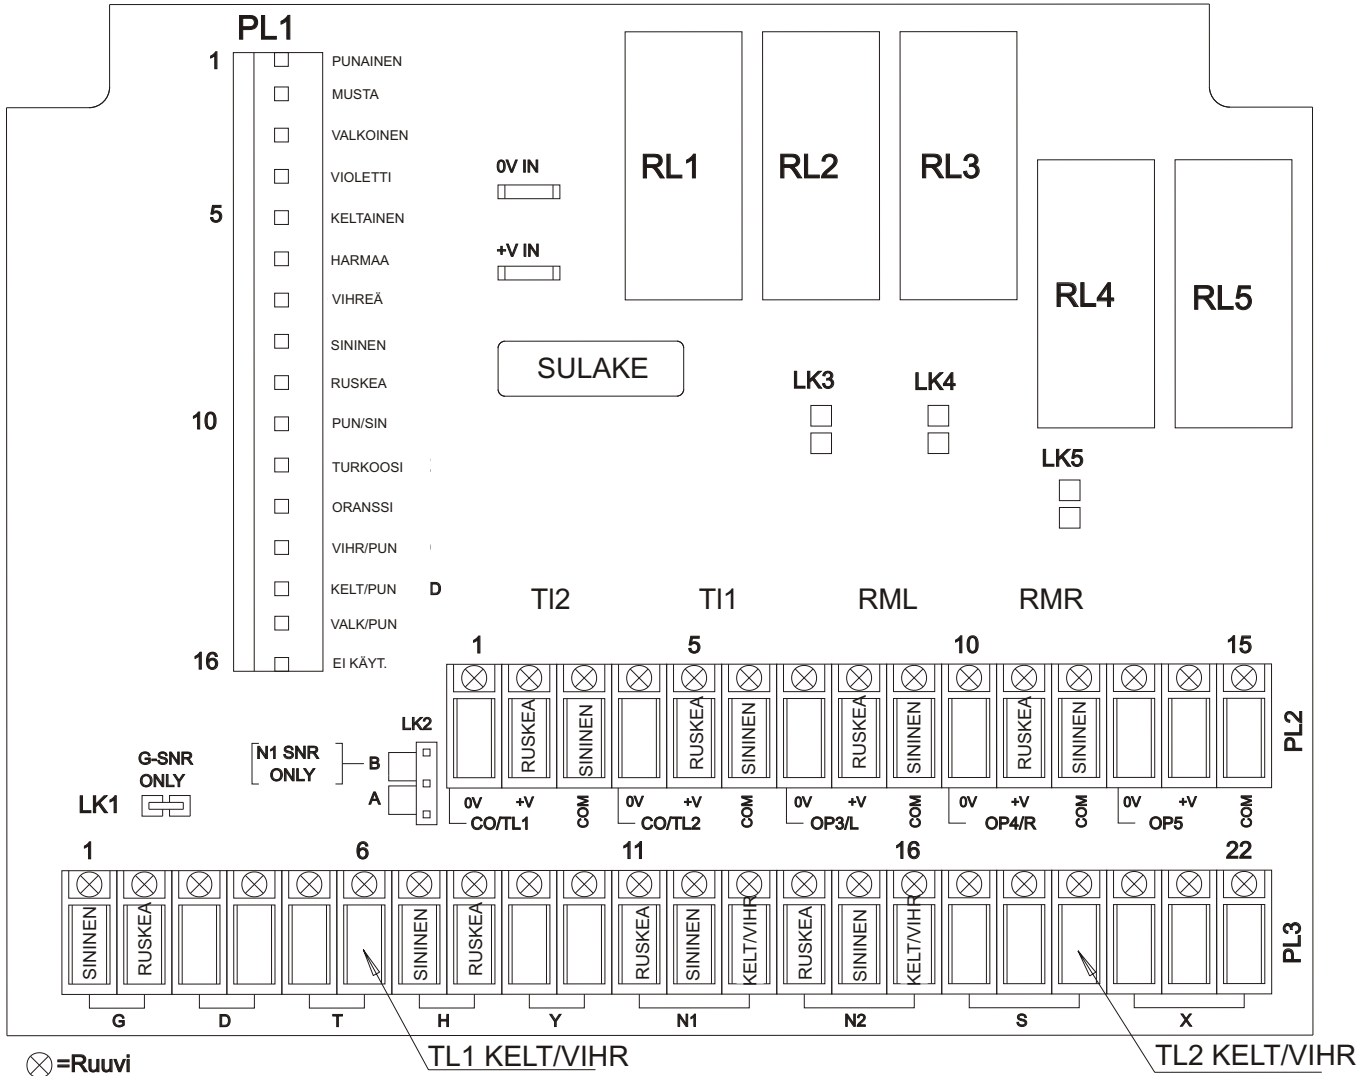 PL1
1 PUNAINEN
MUSTA
VALKOINEN
VIOLETTI
5 KELTAINEN
HARMAA
VIHREÄ
SININEN
RUSKEA
10 PUN/SIN
TURKOOSI
ORANSSI
VIHR/PUN
KELT/PUN D
VALK/PUN
16 EI KÄYT.
0V IN
+V IN
SULAKE
RL1 RL2 RL3
RL4 RL5
LK3 LK4
LK5
TI2 TI1 RML RMR
1 5 10 15
RUSKEA SININEN RUSKEA SININEN RUSKEA SININEN RUSKEA SININEN
PL2
0V +V COM 0V +V COM 0V +V COM 0V +V COM 0V +V COM
CO/TL1 CO/TL2 OP3/L OP4/R OP5
LK2
B
A
N1 SNR
ONLY
G-SNR
ONLY
LK1
1 6 11 16 22
SININEN RUSKEA SININEN RUSKEA RUSKEA SININEN KELT/VIHR RUSKEA SININEN KELT/VIHR
PL3
G D T H Y N1 N2 S X
TL1 KELT/VIHR
TL2 KELT/VIHR
=Ruuvi